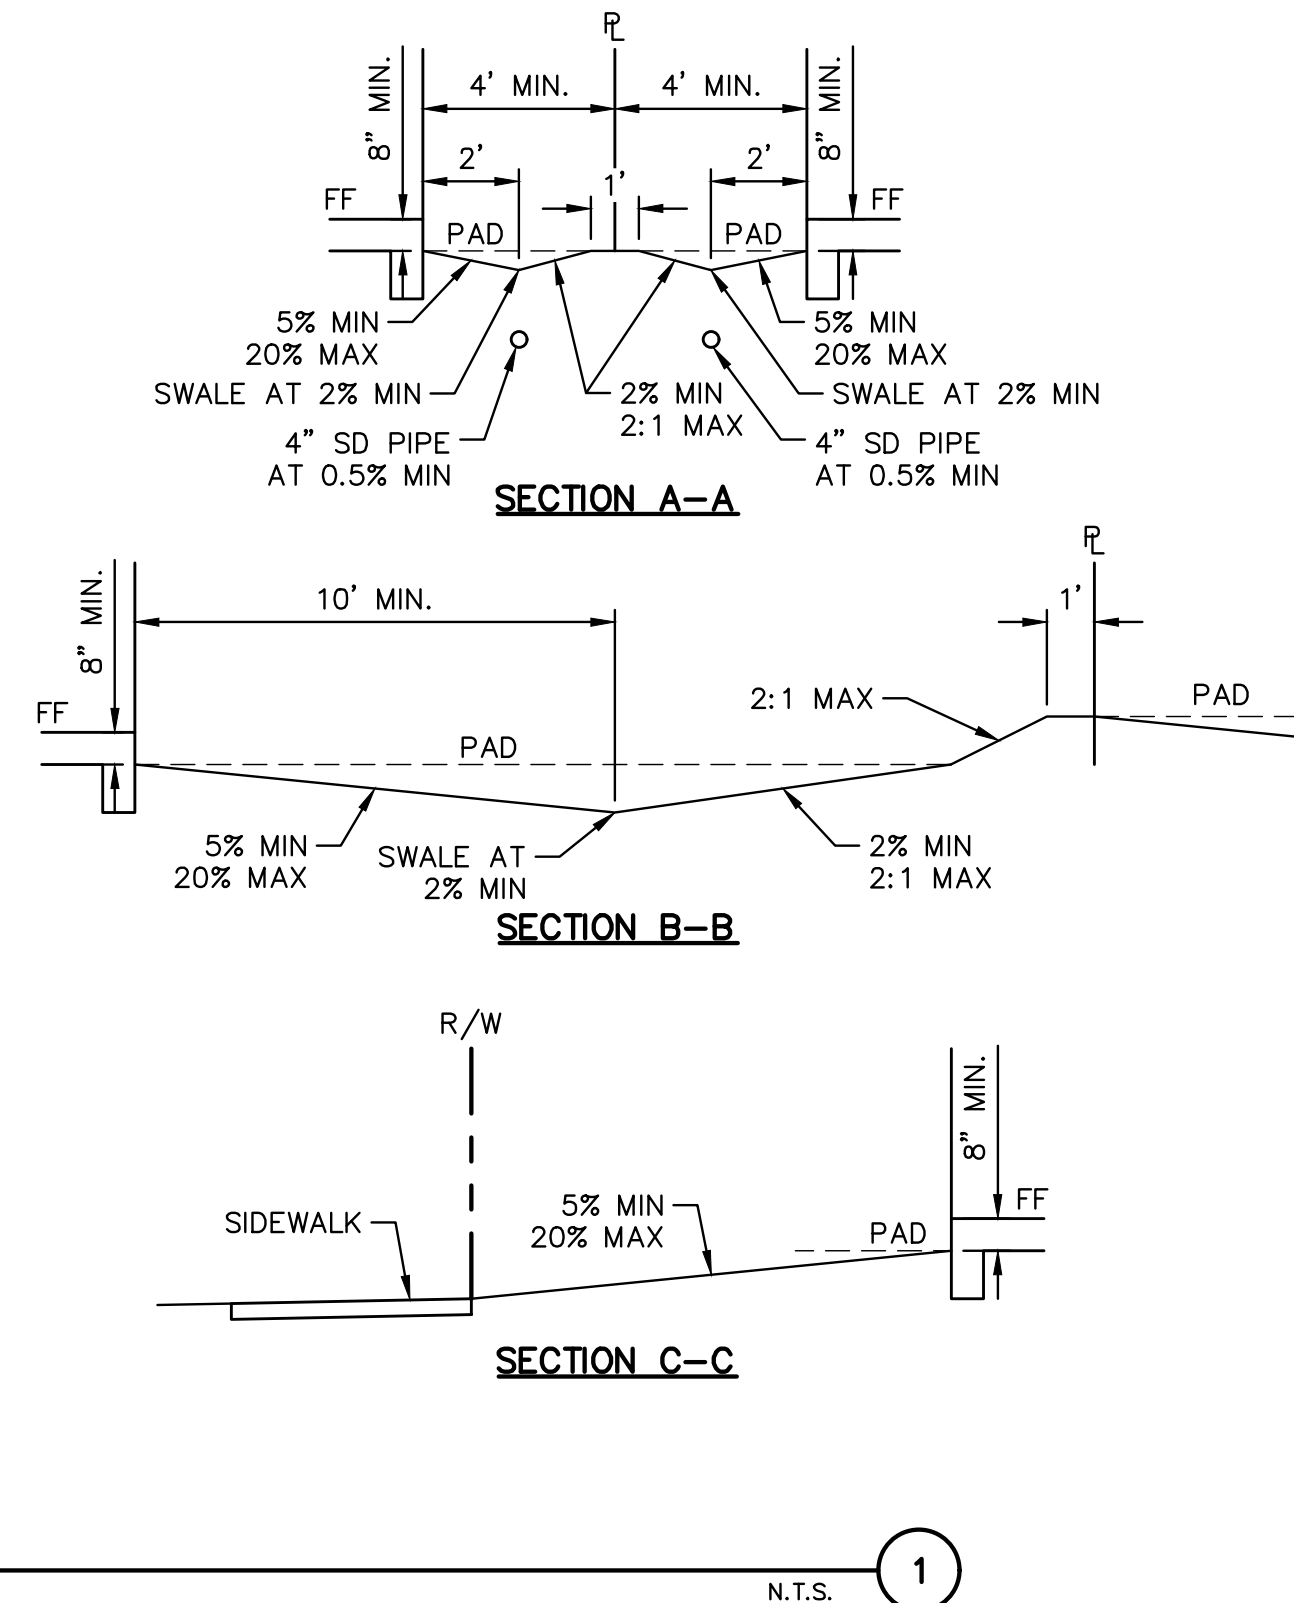 PL
4' MIN.
4' MIN.
8" MIN.
8" MIN.
2'
2'
1'
FF
FF
PAD
PAD
5% MIN
20% MAX
5% MIN
20% MAX
SWALE AT 2% MIN
2% MIN
2:1 MAX
SWALE AT 2% MIN
4" SD PIPE
AT 0.5% MIN
4" SD PIPE
AT 0.5% MIN
SECTION A-A
PL
8" MIN.
10' MIN.
1'
2:1 MAX
PAD
FF
PAD
5% MIN
20% MAX
SWALE AT
2% MIN
2% MIN
2:1 MAX
SECTION B-B
R/W
8" MIN.
SIDEWALK
5% MIN
20% MAX
PAD
FF
SECTION C-C
1
N.T.S.